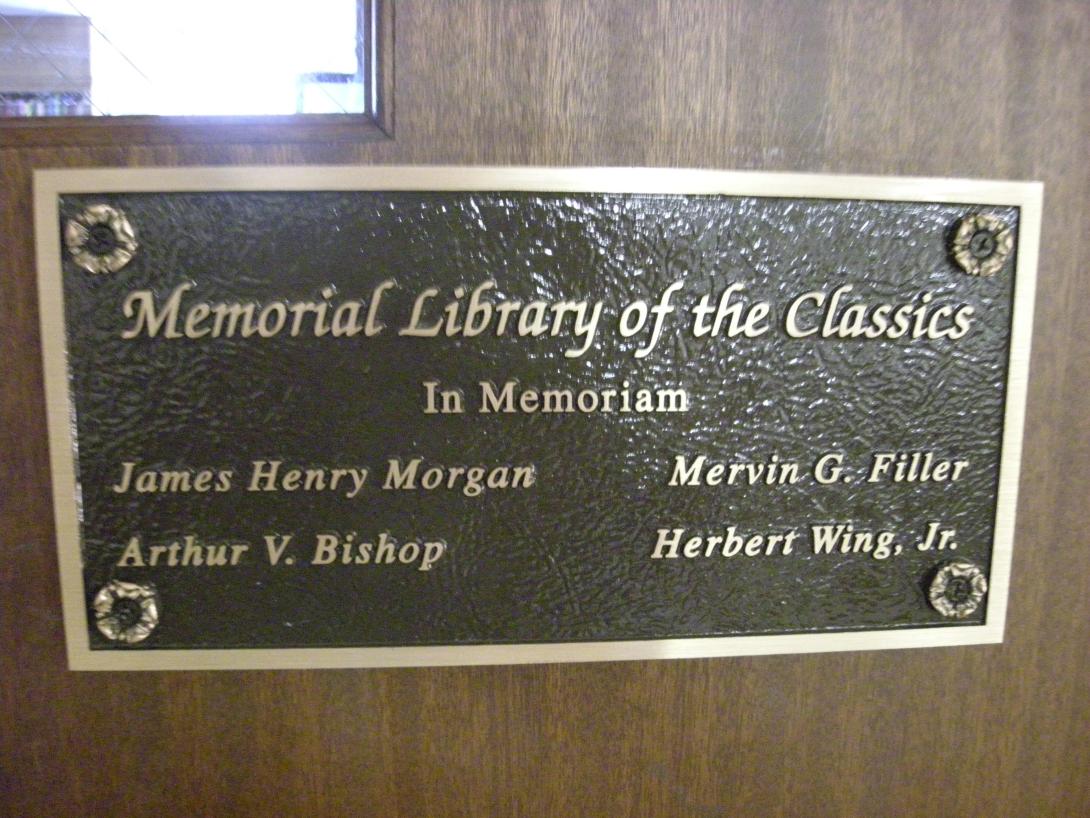 Memorial Library of the Classics
In Memoriam
James Henry Morgan Mervin G. Filler
Arthur V. Bishop Herbert Wing, Jr.